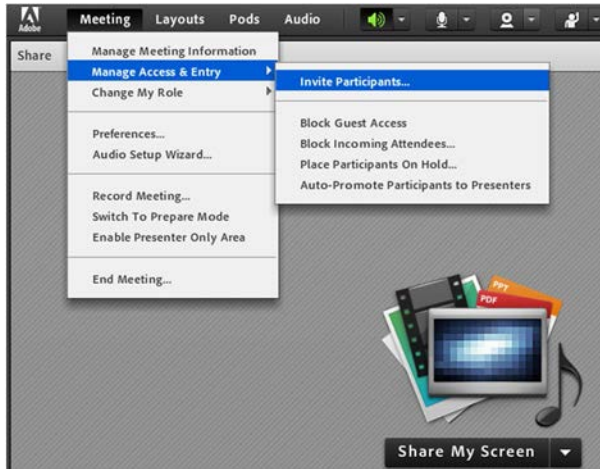 Adobe
Meeting Layouts Pods Audio
Share
Manage Meeting Information
Manage Access & Entry
Change My Role
Preferences...
Audio Setup Wizard...
Record Meeting...
Switch To Prepare Mode
Enable Presenter Only Area
End Meeting...
Invite Participants...
Block Guest Access
Block Incoming Attendees...
Place Participants On Hold...
Auto-Promote Participants to Presenters
PPT
PDF
Share My Screen